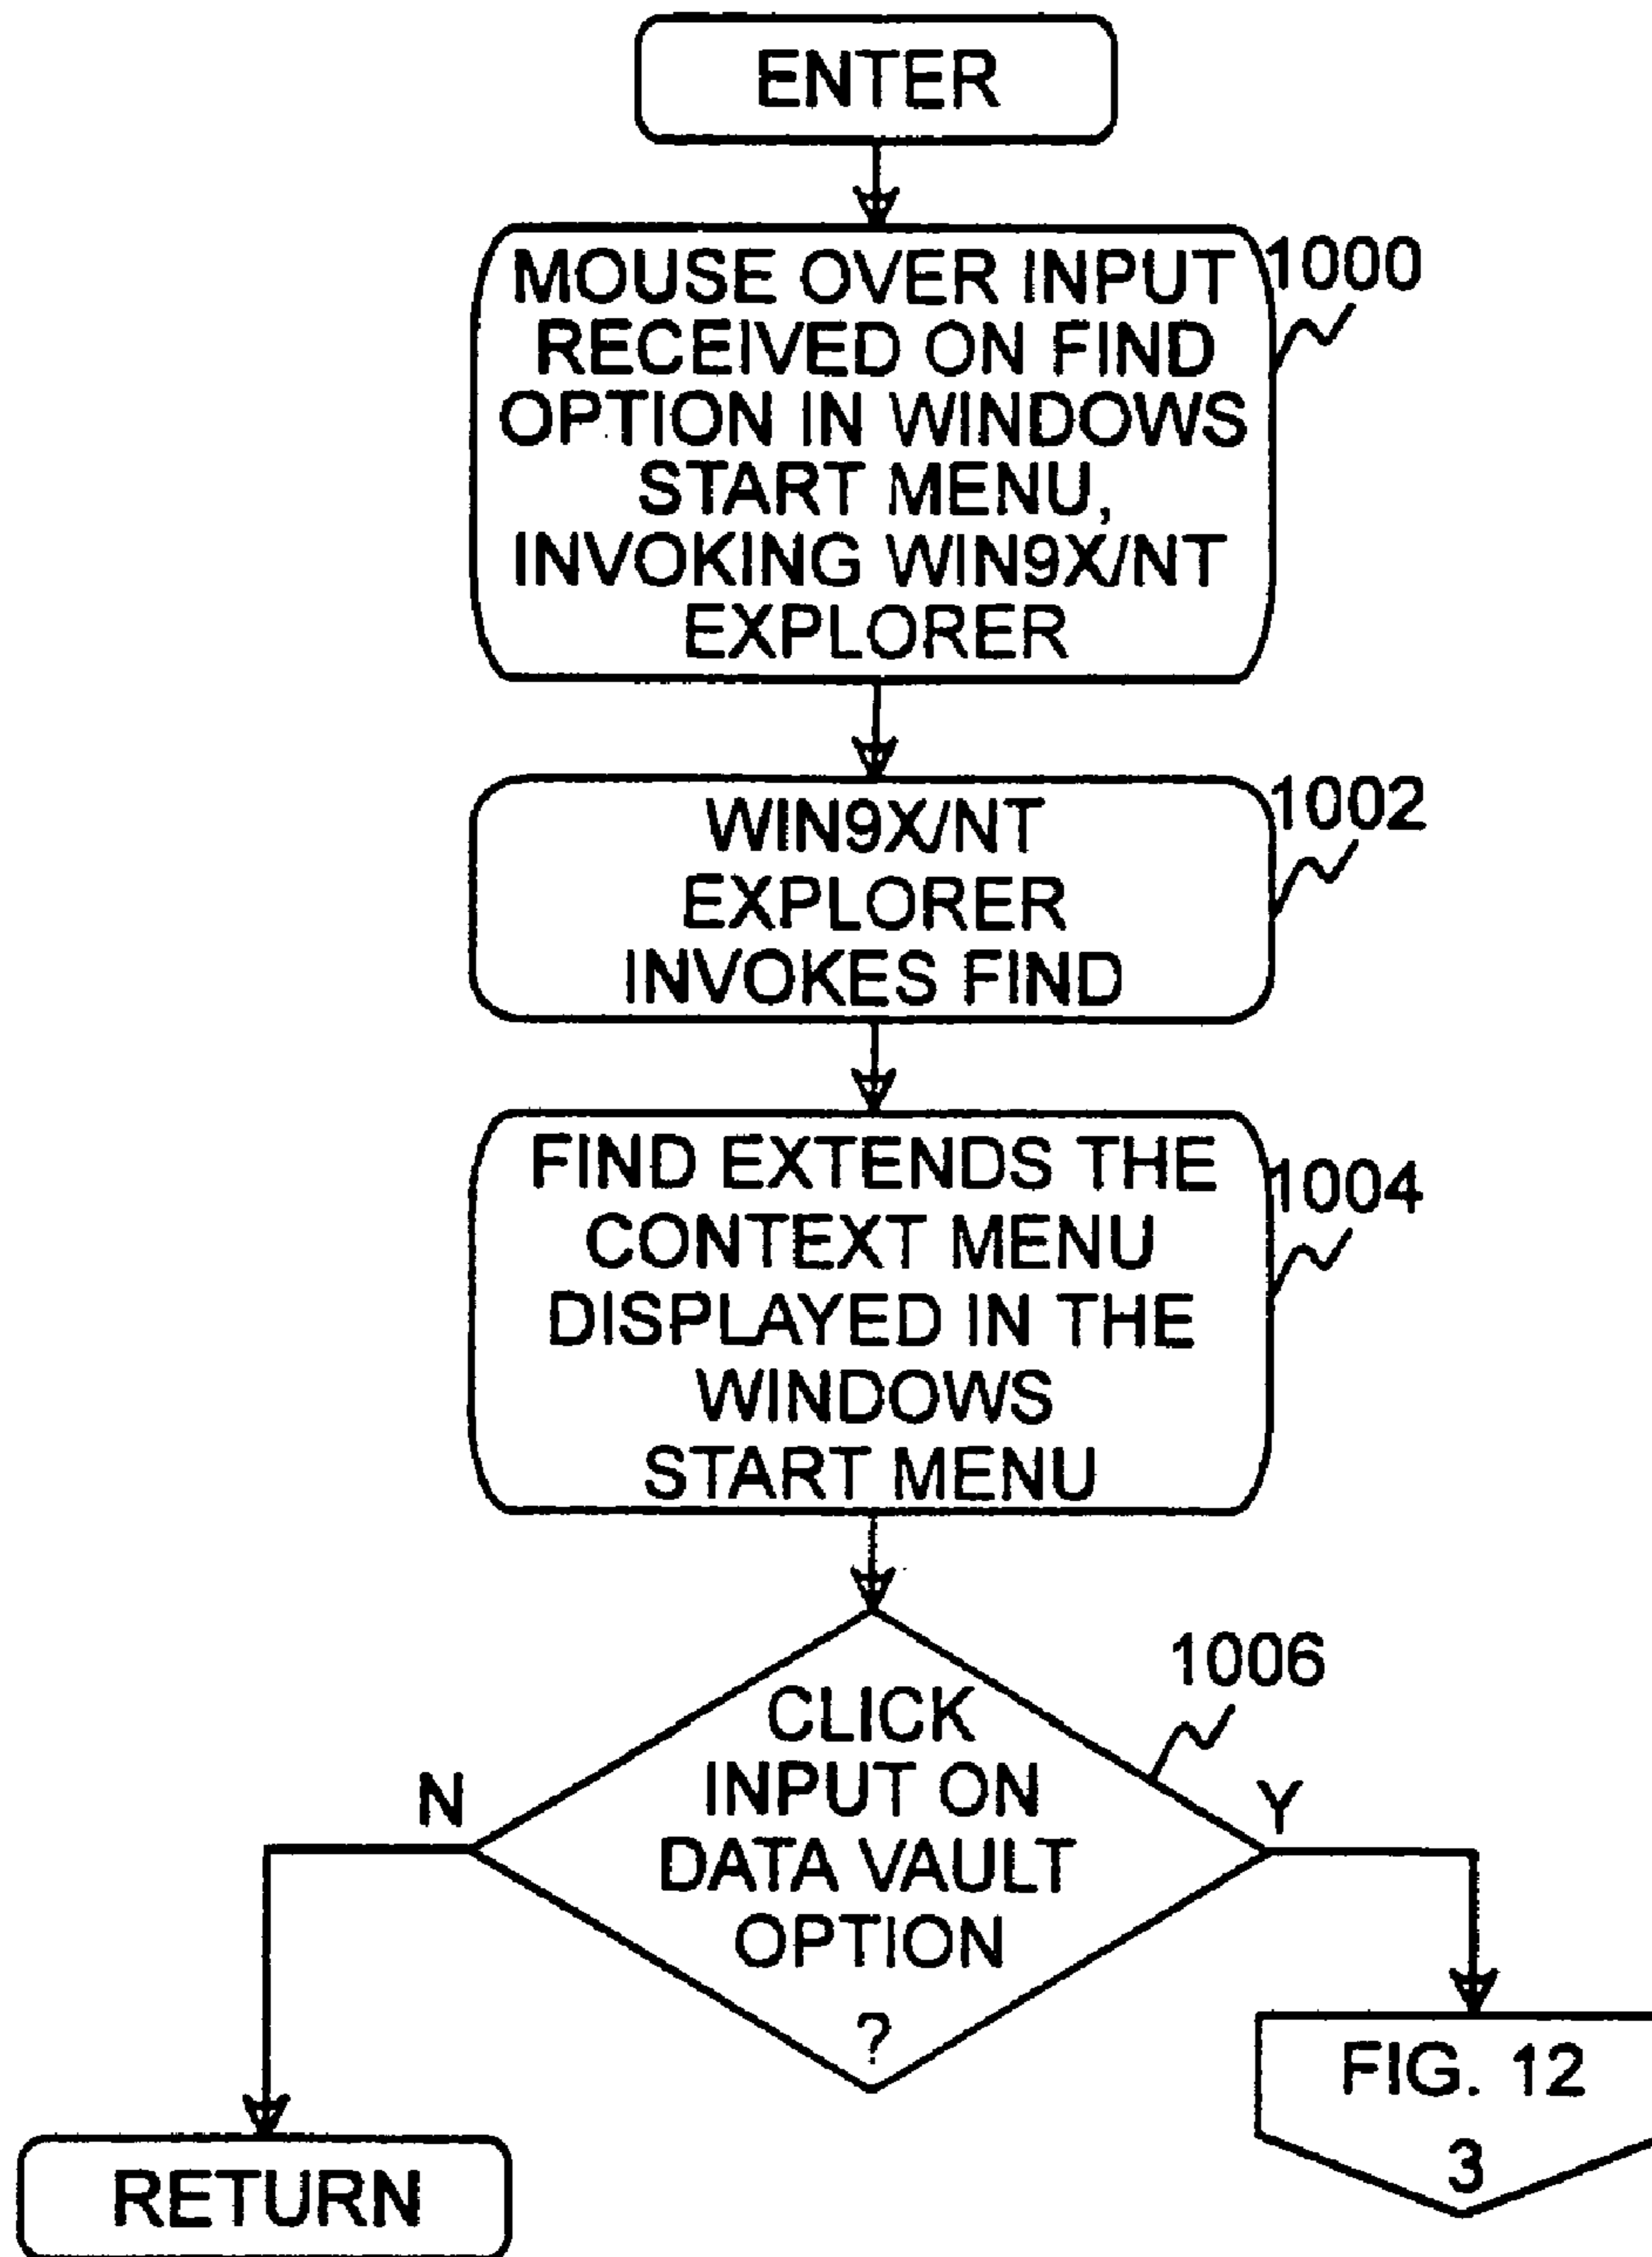 ENTER
MOUSE OVER INPUT
RECEIVED ON FIND
OPTION IN WINDOWS
START MENU,
INVOKING WIN9X/NT
EXPLORER
1000
WIN9X/NT
EXPLORER
INVOKES FIND
1002
FIND EXTENDS THE
CONTEXT MENU
DISPLAYED IN THE
WINDOWS
START MENU
1004
CLICK
INPUT ON
DATA VAULT
OPTION
?
1006
N
Y
RETURN
FIG. 12
3